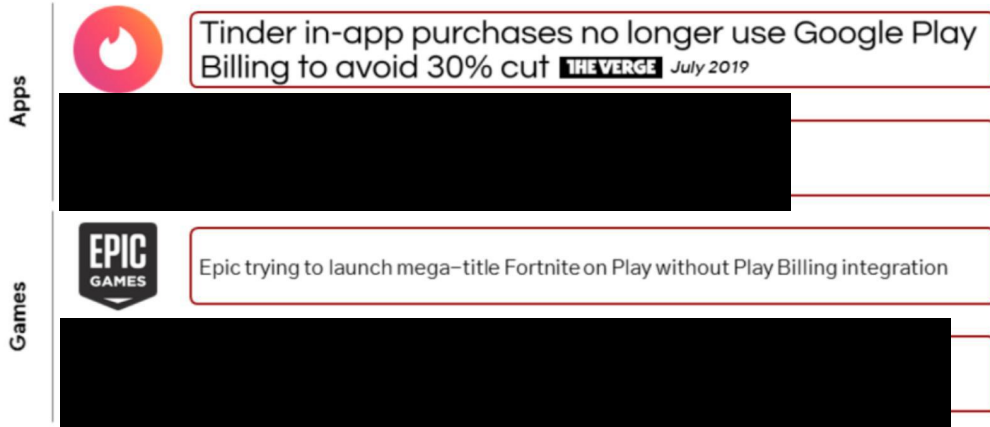 Apps
Tinder in-app purchases no longer use Google Play
Billing to avoid 30% cut THE VERGE July 2019
Games
EPIC
GAMES
Epic trying to launch mega-title Fortnite on Play without Play Billing integration